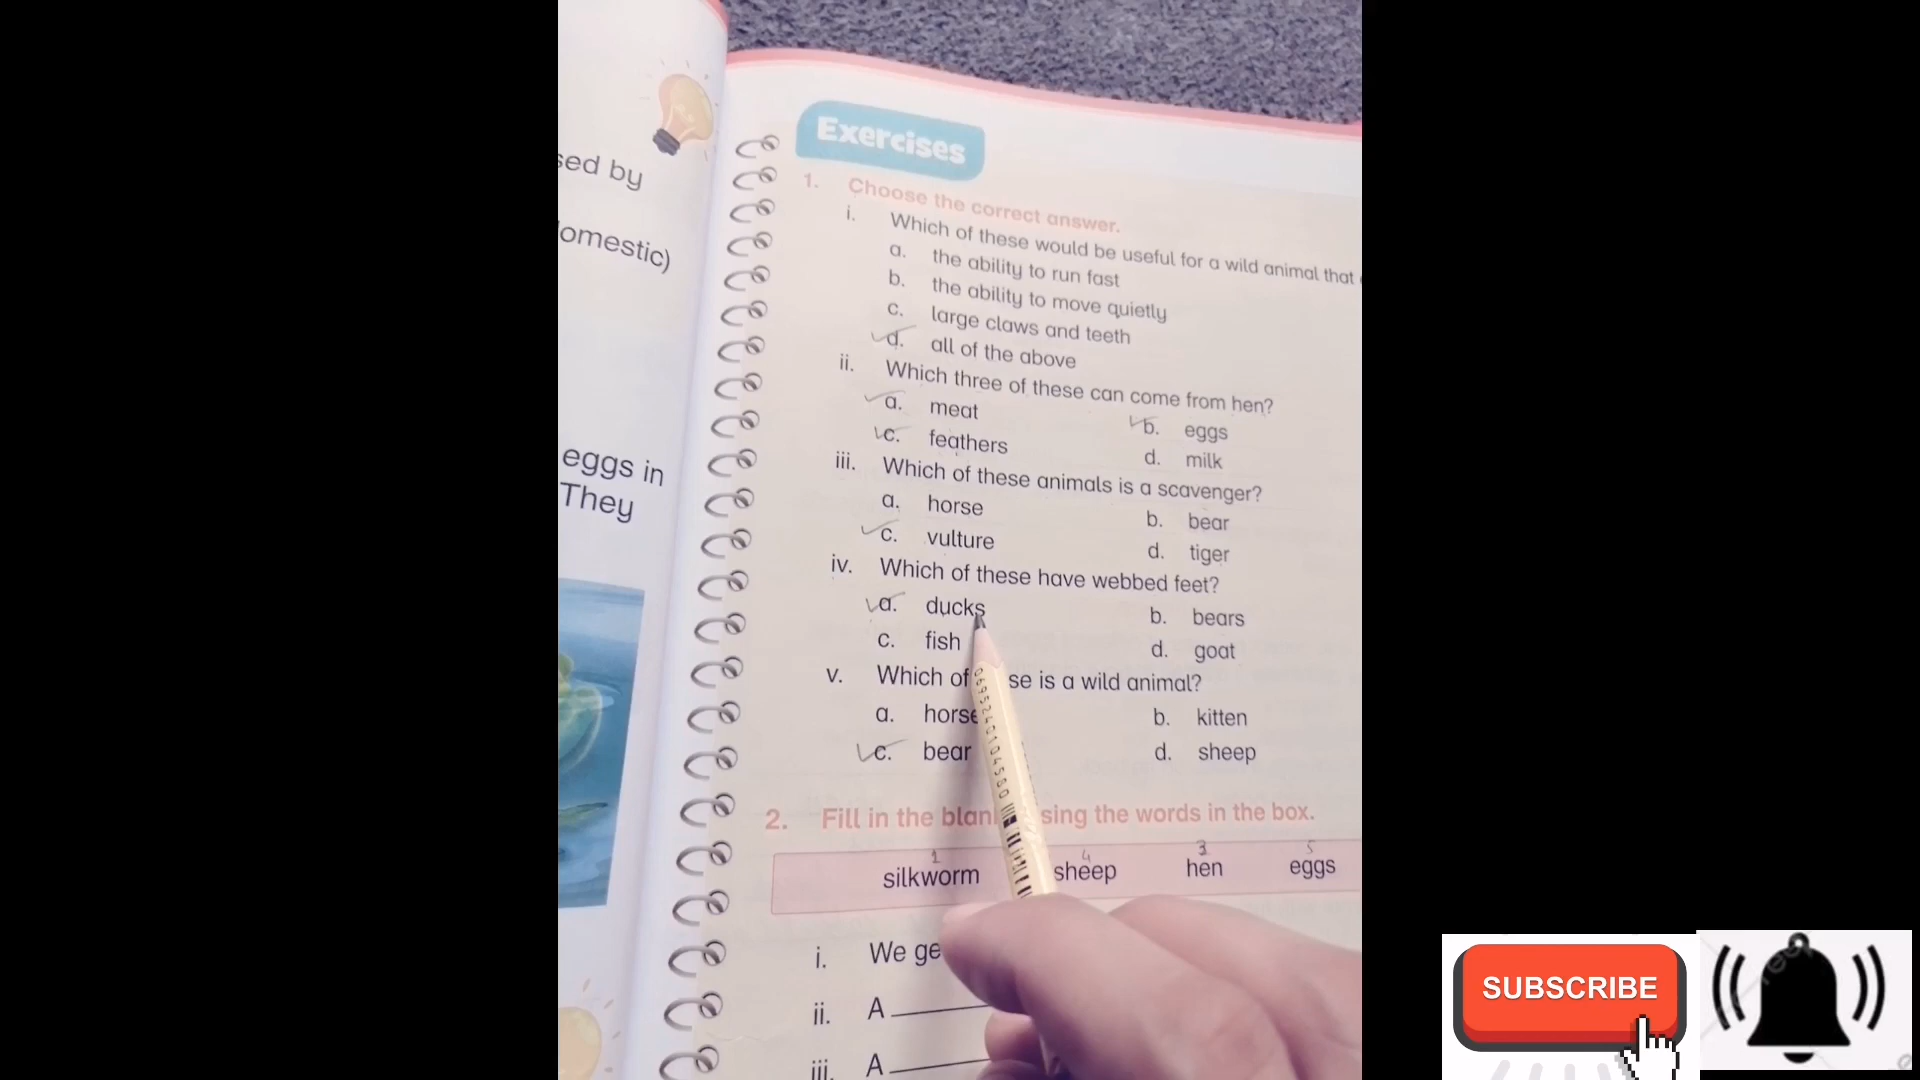 sed by
omestic)
eggs in
They
Exercises
1. Choose the correct answer.
i. Which of these would be useful for a wild animal that
a. the ability to run fast
b. the ability to move quietly
c. large claws and teeth
d. all of the above
ii. Which three of these can come from hen?
a. meat b. eggs
c. feathers d. milk
iii. Which of these animals is a scavenger?
a. horse b. bear
c. vulture d. tiger
iv. Which of these have webbed feet?
a. ducks b. bears
c. fish d. goat
v. Which of se is a wild animal?
a. horse b. kitten
c. bear d. sheep
2. Fill in the blan sing the words in the box.
1 4 3 5
silkworm sheep hen eggs
i. We ge
ii. A
iii. A
0695240104580
SUBSCRIBE